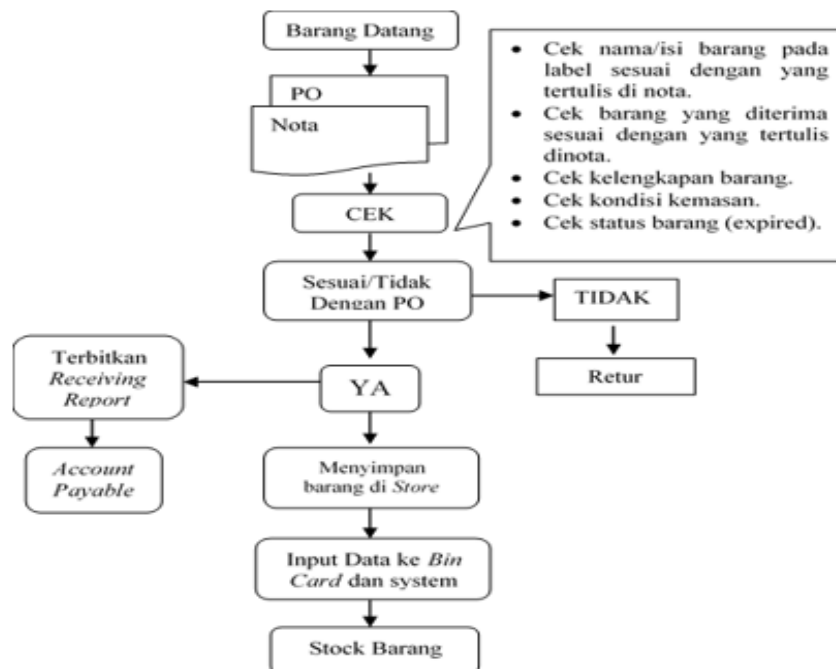 Barang Datang
PO
Nota
CEK
• Cek nama/isi barang pada
label sesuai dengan yang
tertulis di nota.
• Cek barang yang diterima
sesuai dengan yang tertulis
dinota.
• Cek kelengkapan barang.
• Cek kondisi kemasan.
• Cek status barang (expired).
Sesuai/Tidak
Dengan PO
TIDAK
Retur
YA
Terbitkan
Receiving
Report
Account
Payable
Menyimpan
barang di Store
Input Data ke Bin
Card dan system
Stock Barang